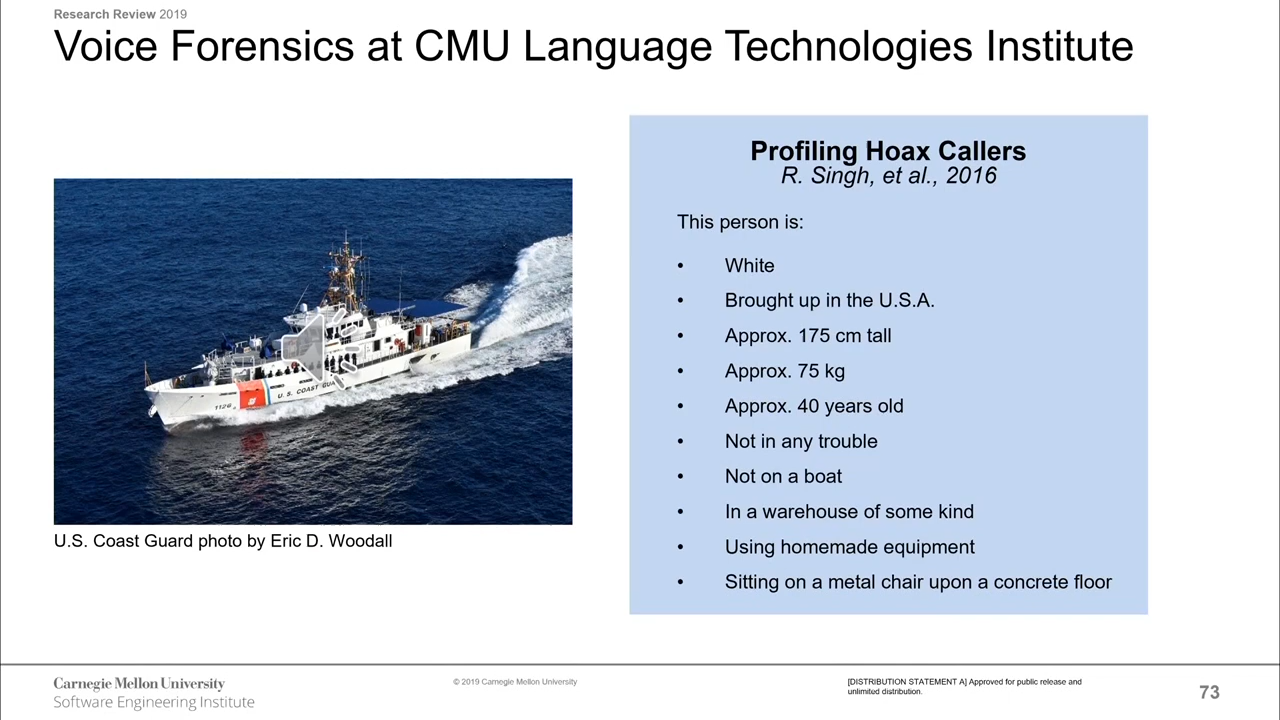 Research Review 2019
Voice Forensics at CMU Language Technologies Institute
1126
U. S. COAST GUA
U.S. Coast Guard photo by Eric D. Woodall
Profiling Hoax Callers
R. Singh, et al., 2016
This person is:
• White
• Brought up in the U.S.A.
• Approx. 175 cm tall
• Approx. 75 kg
• Approx. 40 years old
• Not in any trouble
• Not on a boat
• In a warehouse of some kind
• Using homemade equipment
• Sitting on a metal chair upon a concrete floor
Carnegie Mellon University
Software Engineering Institute
© 2019 Carnegie Mellon University
[DISTRIBUTION STATEMENT A] Approved for public release and
unlimited distribution.
73